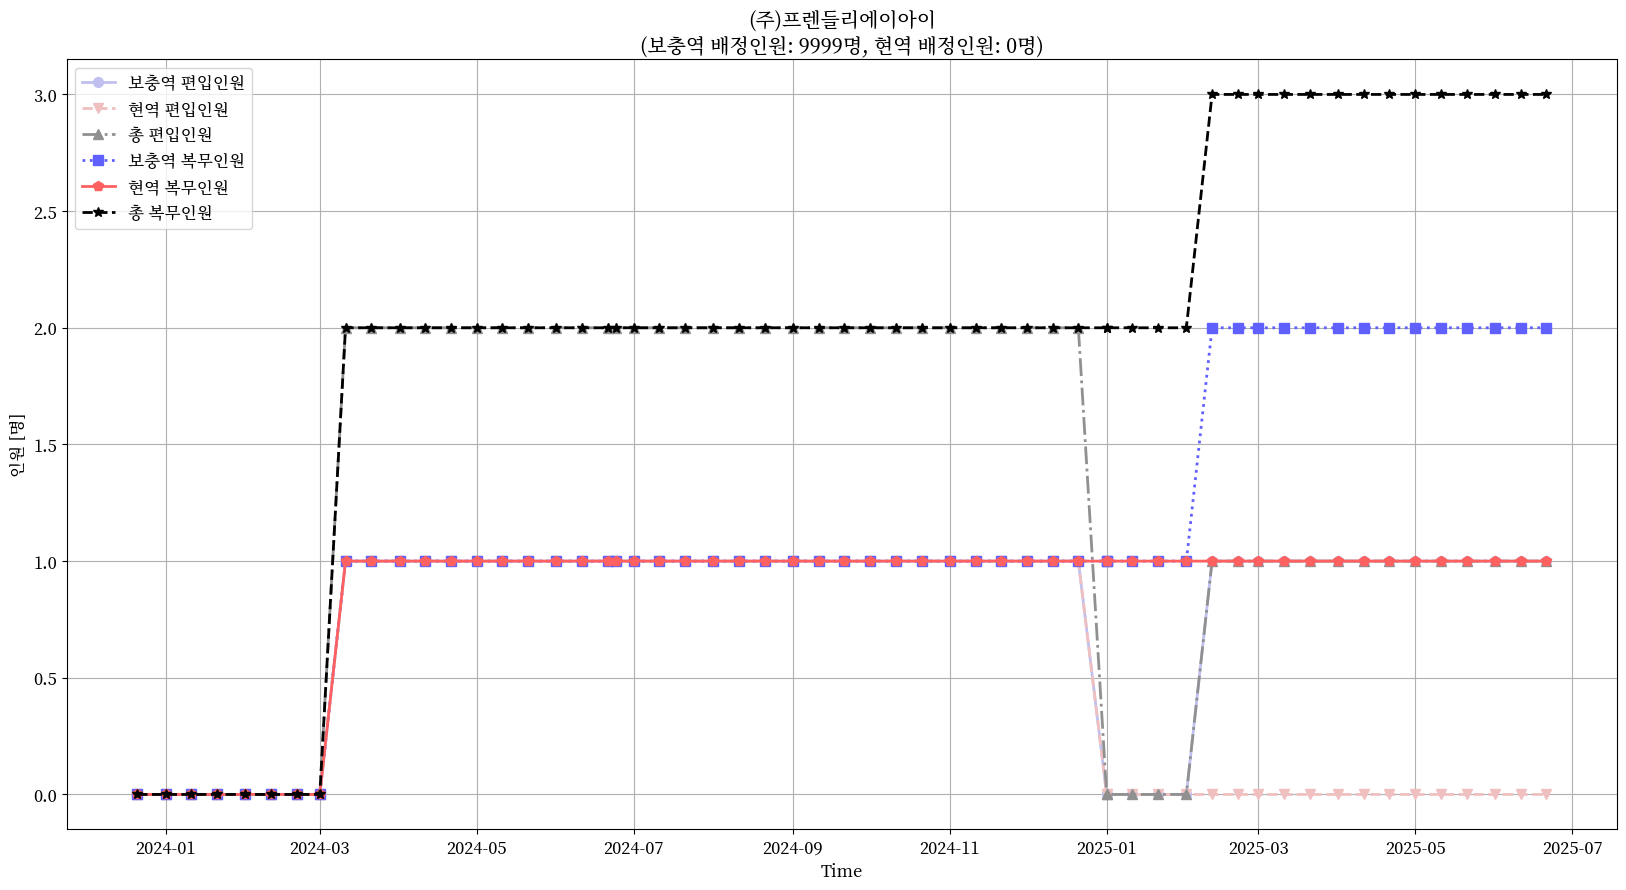 (주)프렌들리에이아이
(보충역 배정인원: 9999명, 현역 배정인원: 0명)
보충역 편입인원
현역 편입인원
총 편입인원
보충역 복무인원
현역 복무인원
총 복무인원
3.0
2.5
2.0
1.5
1.0
0.5
0.0
인원 [명]
2024-01 2024-03 2024-05 2024-07 2024-09 2024-11 2025-01 2025-03 2025-05 2025-07
Time